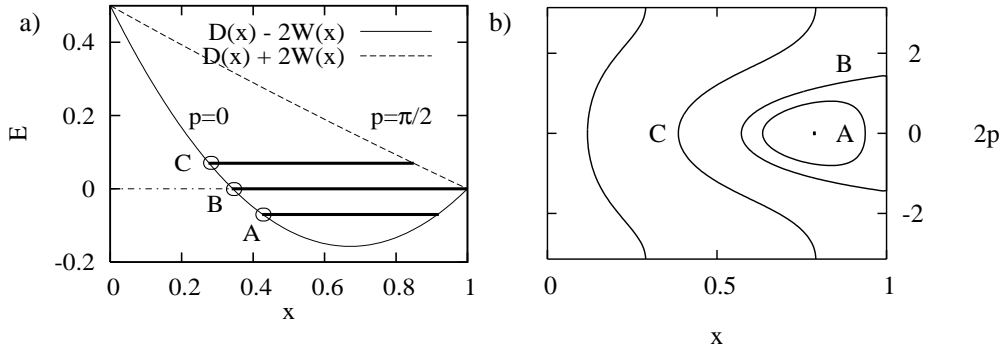 a)
D(x) - 2W(x)
D(x) + 2W(x)
p=0
p=π/2
C
B
A
E
0.4
0.2
0
-0.2
0
0.2
0.4
0.6
0.8
1
x
b)
B
C
A
2
0
-2
2p
0
0.5
1
x